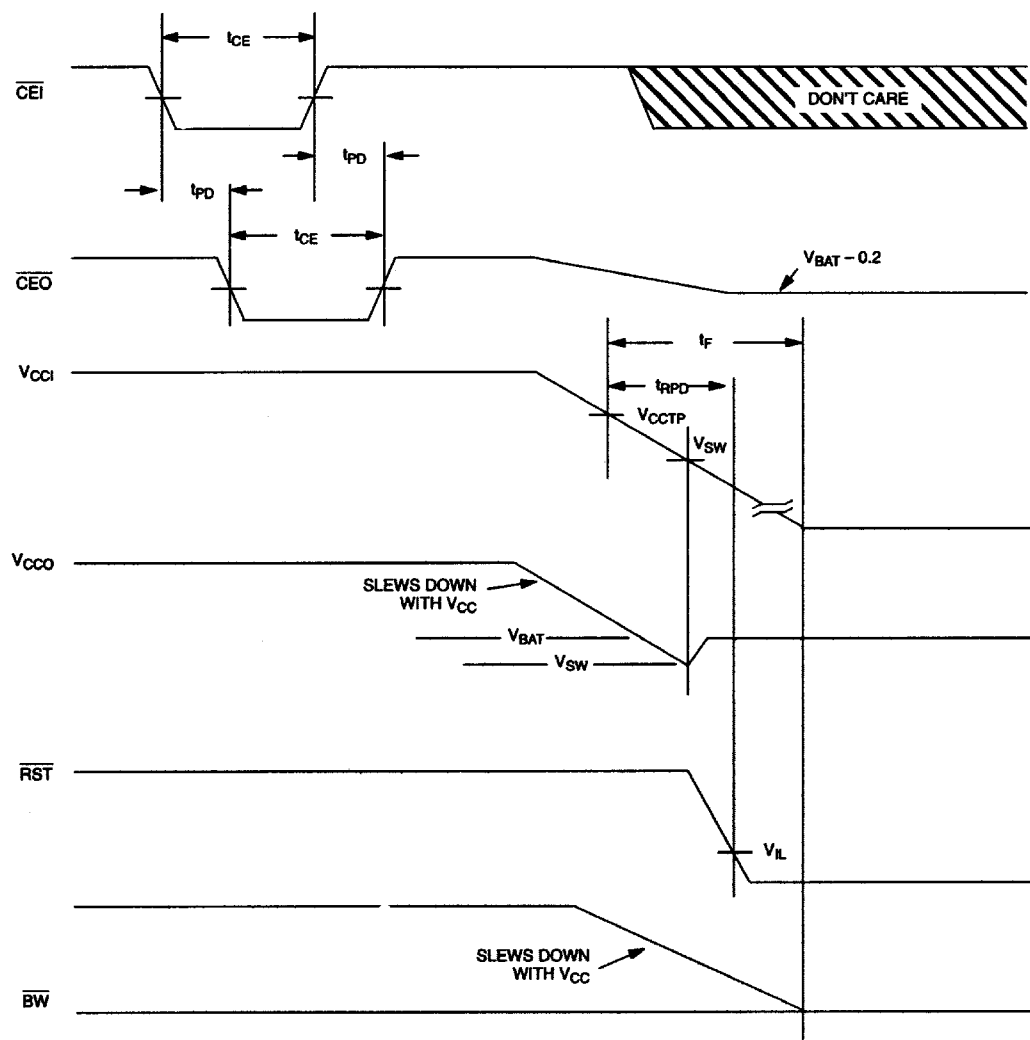 tCE
CEI
DON'T CARE
tPD
tPD
tCE
CEO
VBAT – 0.2
tF
VCCI
tRPD
VCCTP
VSW
VCCO
SLEWS DOWN
WITH VCC
VBAT
VSW
RST
VIL
SLEWS DOWN
WITH VCC
BW